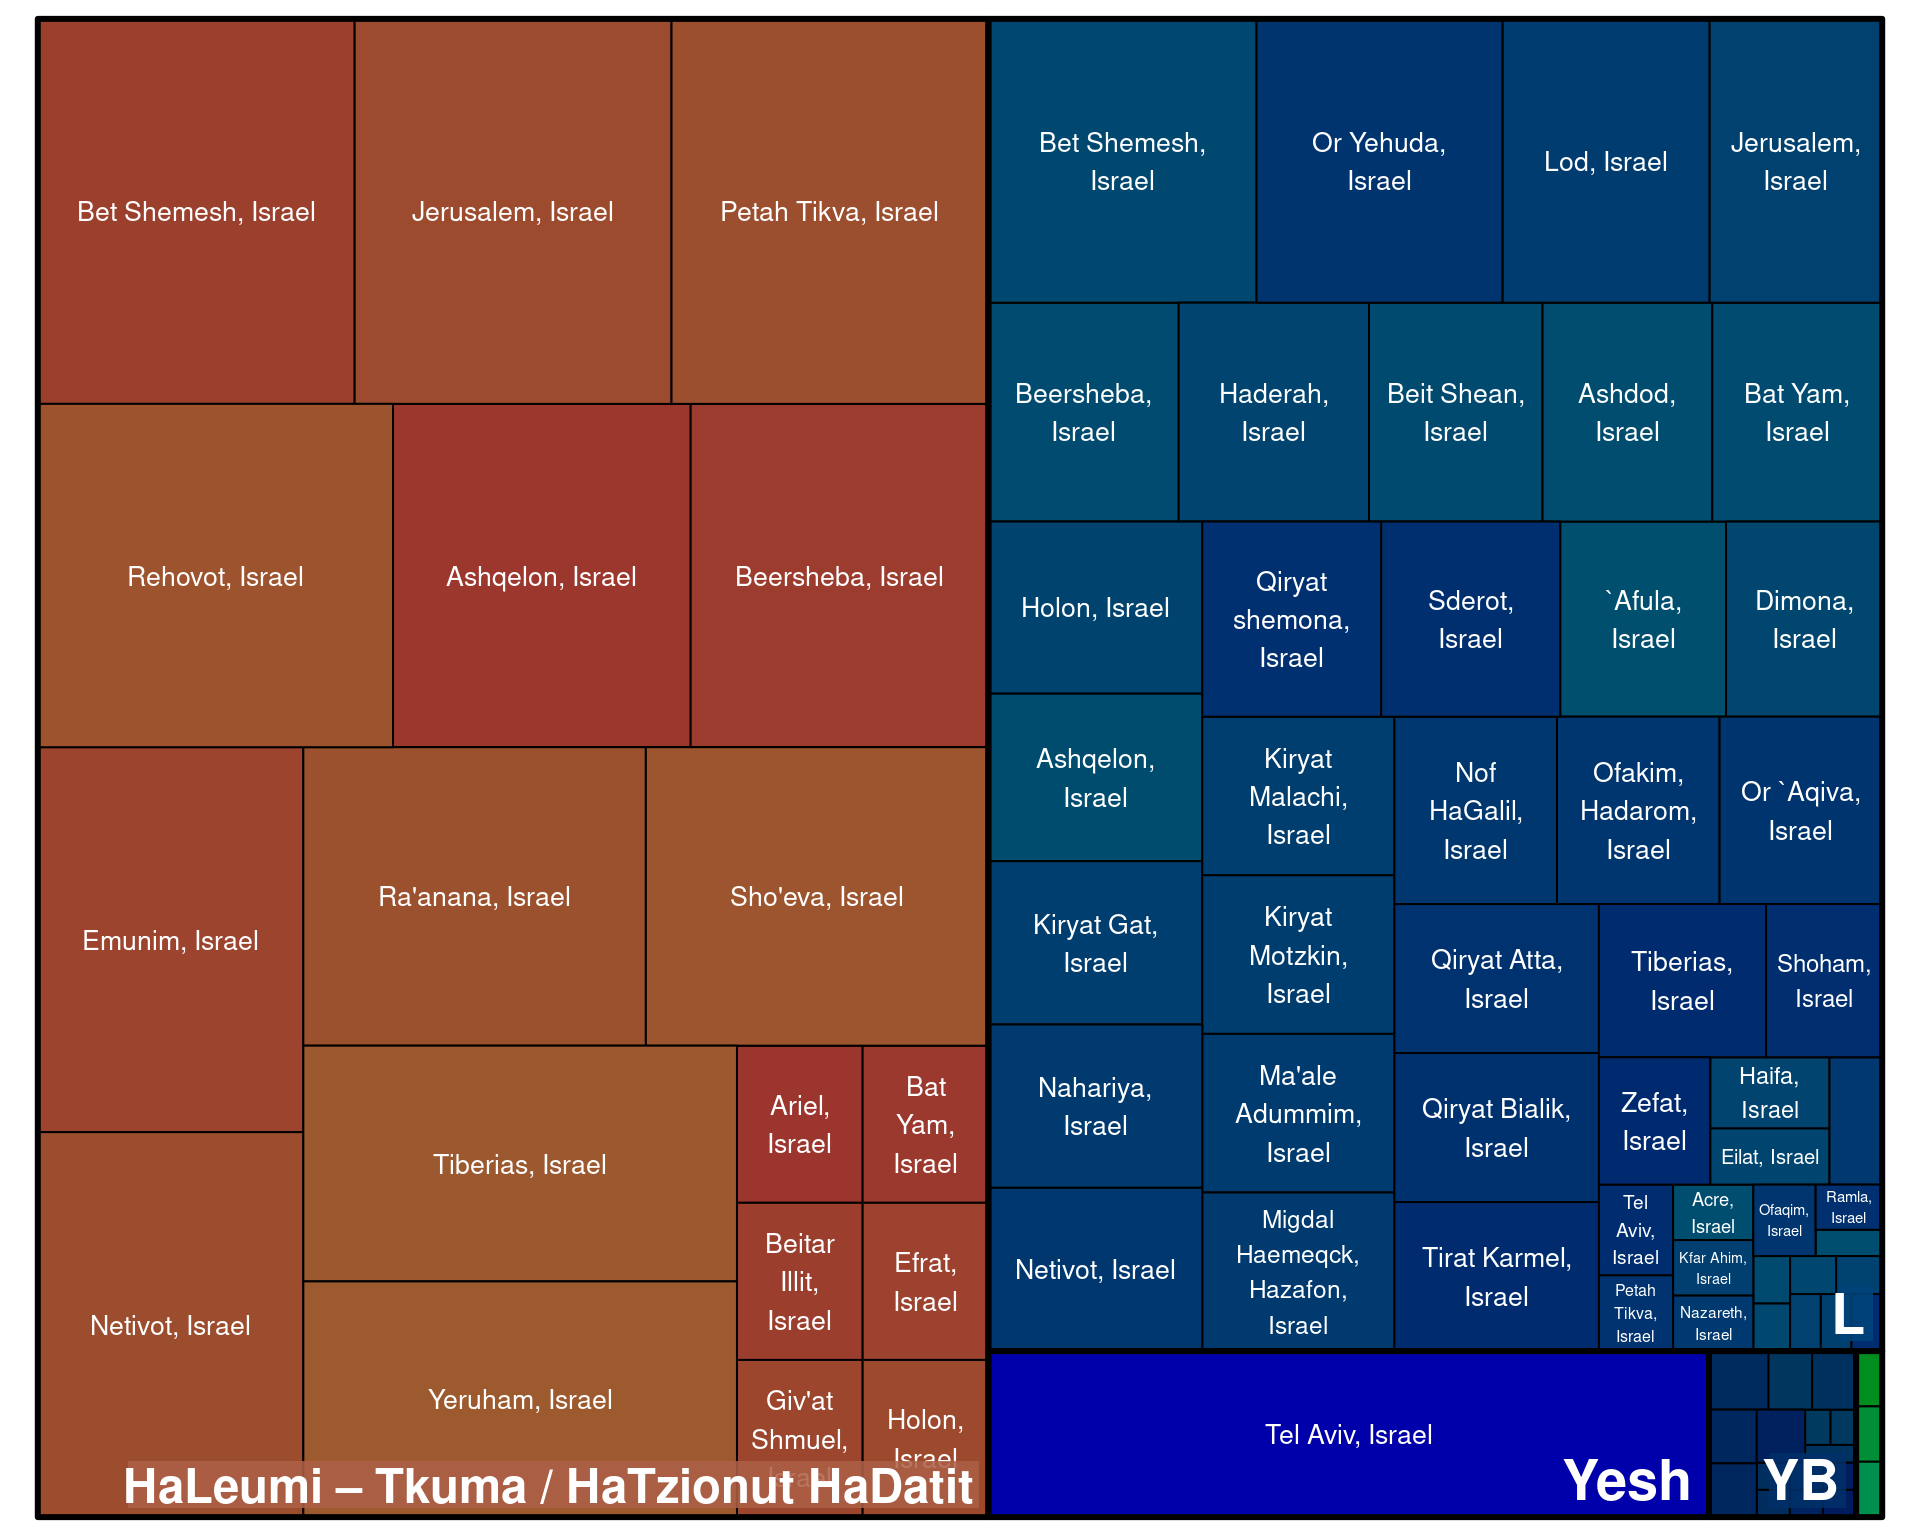 Bet Shemesh, Israel
Jerusalem, Israel
Petah Tikva, Israel
Rehovot, Israel
Ashqelon, Israel
Beersheba, Israel
Emunim, Israel
Ra'anana, Israel
Sho'eva, Israel
Netivot, Israel
Tiberias, Israel
Yeruham, Israel
Ariel,
Israel
Bat
Yam,
Israel
Beitar
Illit,
Israel
Efrat,
Israel
Giv'at
Shmuel,
Israel
Holon,
Israel
HaLeumi – Tkuma / HaTzionut HaDatit
Bet Shemesh,
Israel
Or Yehuda,
Israel
Lod, Israel
Jerusalem,
Israel
Beersheba,
Israel
Haderah,
Israel
Beit Shean,
Israel
Ashdod,
Israel
Bat Yam,
Israel
Holon, Israel
Qiryat
shemona,
Israel
Sderot,
Israel
`Afula,
Israel
Dimona,
Israel
Ashqelon,
Israel
Kiryat
Malachi,
Israel
Nof
HaGalil,
Israel
Ofakim,
Hadarom,
Israel
Or `Aqiva,
Israel
Kiryat Gat,
Israel
Kiryat
Motzkin,
Israel
Qiryat Atta,
Israel
Tiberias,
Israel
Shoham,
Israel
Nahariya,
Israel
Ma'ale
Adummim,
Israel
Qiryat Bialik,
Israel
Zefat,
Israel
Haifa,
Israel
Eilat, Israel
Netivot, Israel
Migdal
Haemeqck,
Hazafon,
Israel
Tirat Karmel,
Israel
Tel
Aviv,
Israel
Acre,
Israel
Ofaqim,
Israel
Ramla,
Israel
Kfar Ahim,
Israel
Petah
Tikva,
Israel
Nazareth,
Israel
L
Tel Aviv, Israel
Yesh
YB